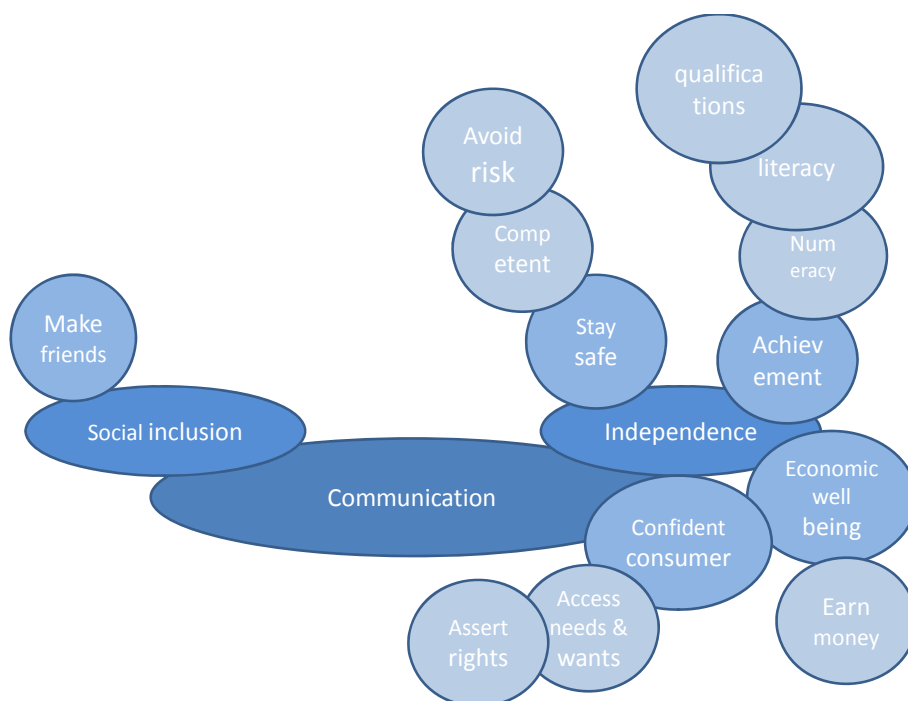 qualifica
tions
Avoid
risk
literacy
Comp
etent
Num
eracy
Make
friends
Stay
safe
Achiev
ement
Social inclusion
Independence
Communication
Economic
well
being
Confident
consumer
Access
needs &
wants
Assert
rights
Earn
money